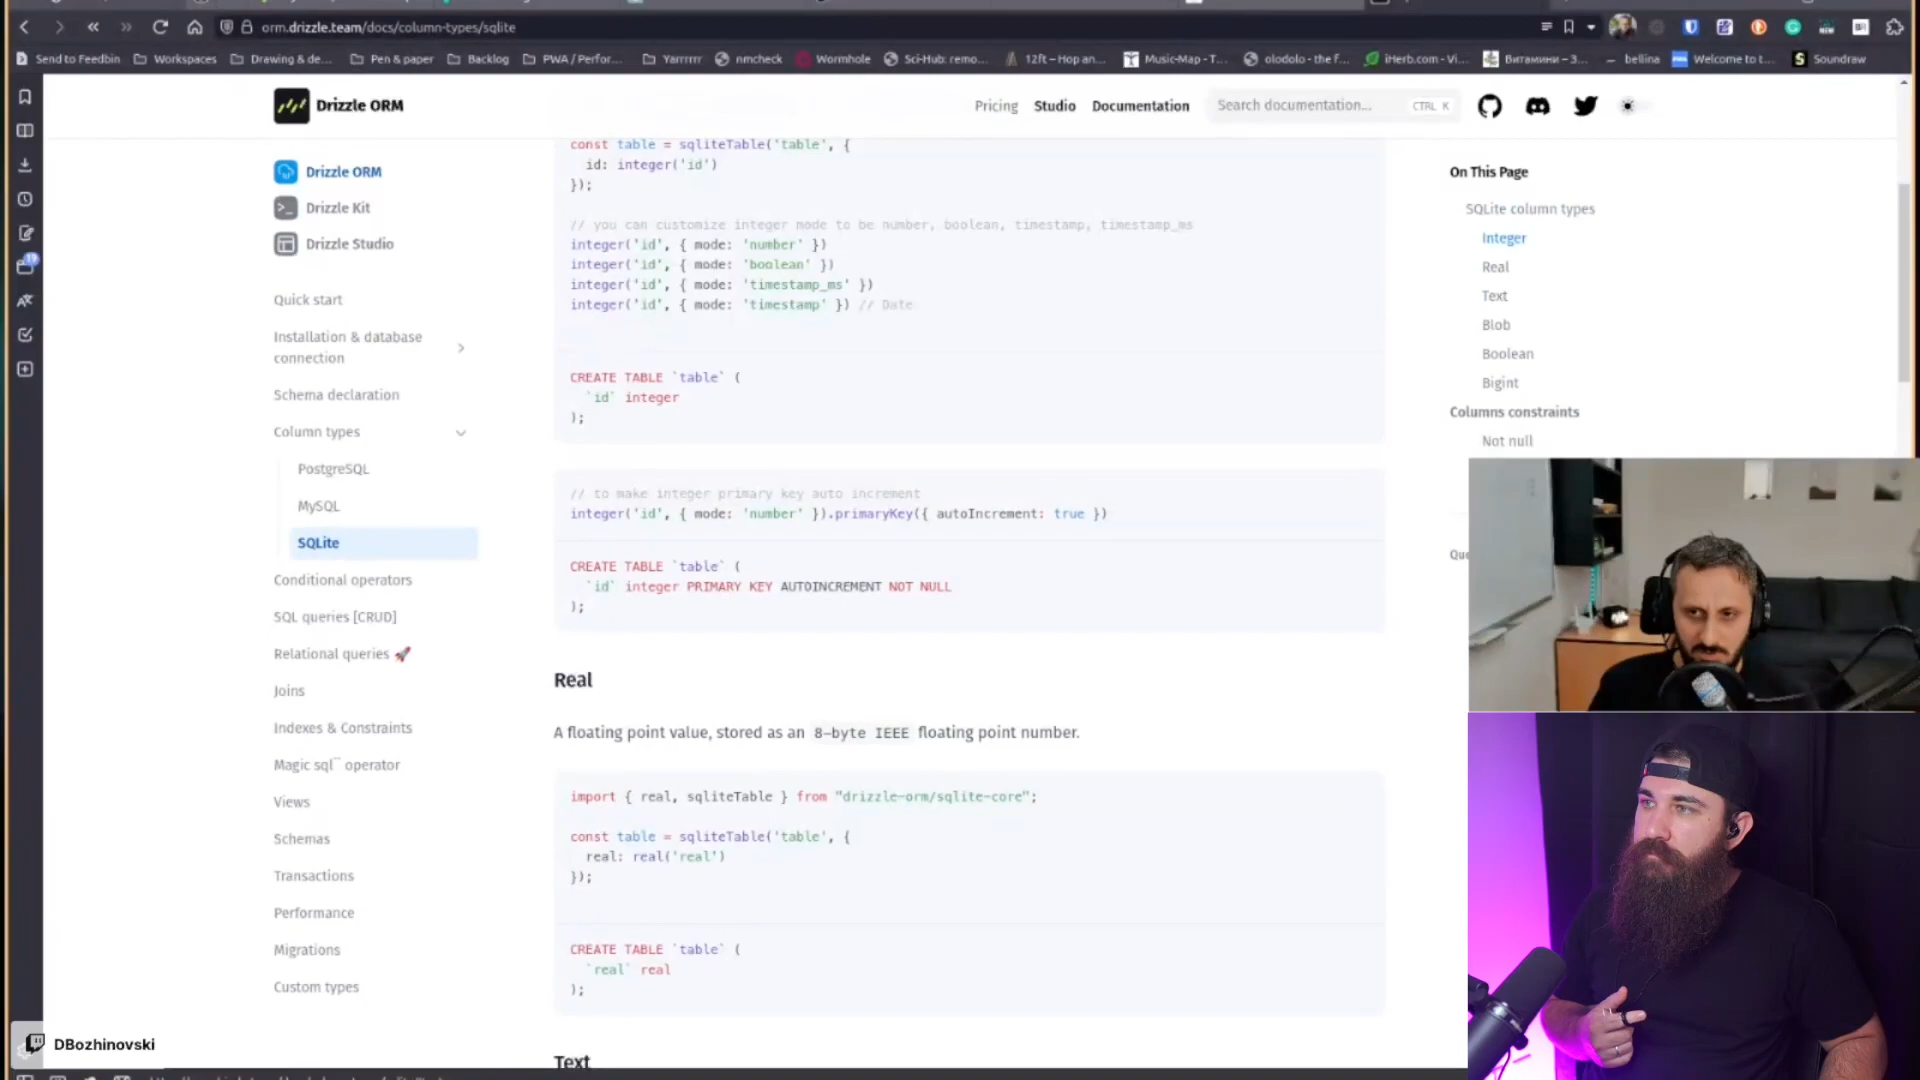 orm.drizzle.team/docs/column-types/sqlite
Send to Feedbin
Workspaces
Drawing & de...
Pen & paper
Backlog
PWA / Perfor...
Yarrrrrr
nmcheck
Wormhole
Sci-Hub: remo...
12ft – Hop an...
Music-Map - T...
olodolo - the f...
iHerb.com - Vi...
Витамини – З...
bellina
Welcome to t...
Soundraw
Drizzle ORM
Pricing
Studio
Documentation
Search documentation...
CTRL K
19
Drizzle ORM
Drizzle Kit
Drizzle Studio
Quick start
Installation & database
connection
Schema declaration
Column types
PostgreSQL
MySQL
SQLite
Conditional operators
SQL queries [CRUD]
Relational queries 🚀
Joins
Indexes & Constraints
Magic sql`` operator
Views
Schemas
Transactions
Performance
Migrations
Custom types
const table = sqliteTable('table', {
id: integer('id')
});
// you can customize integer mode to be number, boolean, timestamp, timestamp_ms
integer('id', { mode: 'number' })
integer('id', { mode: 'boolean' })
integer('id', { mode: 'timestamp_ms' })
integer('id', { mode: 'timestamp' }) // Date
CREATE TABLE `table` (
`id` integer
);
// to make integer primary key auto increment
integer('id', { mode: 'number' }).primaryKey({ autoIncrement: true })
CREATE TABLE `table` (
`id` integer PRIMARY KEY AUTOINCREMENT NOT NULL
);
Real
A floating point value, stored as an 8-byte IEEE floating point number.
import { real, sqliteTable } from "drizzle-orm/sqlite-core";
const table = sqliteTable('table', {
real: real('real')
});
CREATE TABLE `table` (
`real` real
);
Text
On This Page
SQLite column types
Integer
Real
Text
Blob
Boolean
Bigint
Columns constraints
Not null
Que
DBozhinovski